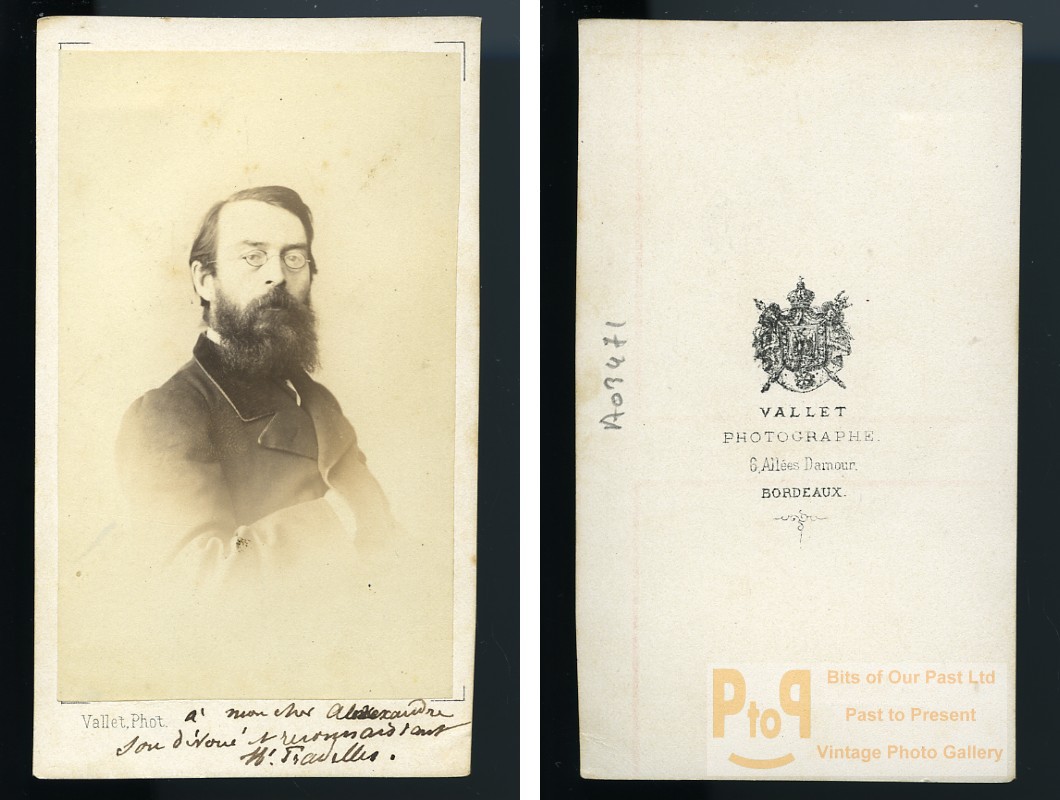 Vallet, Phot.
a' mon cher Alexandre
son dévoué et reconnaissant
A03471
VALLET
PHOTOGRAPHE.
6, Allées Damour.
BORDEAUX.
PtoP
Bits of Our Past Ltd
Past to Present
Vintage Photo Gallery